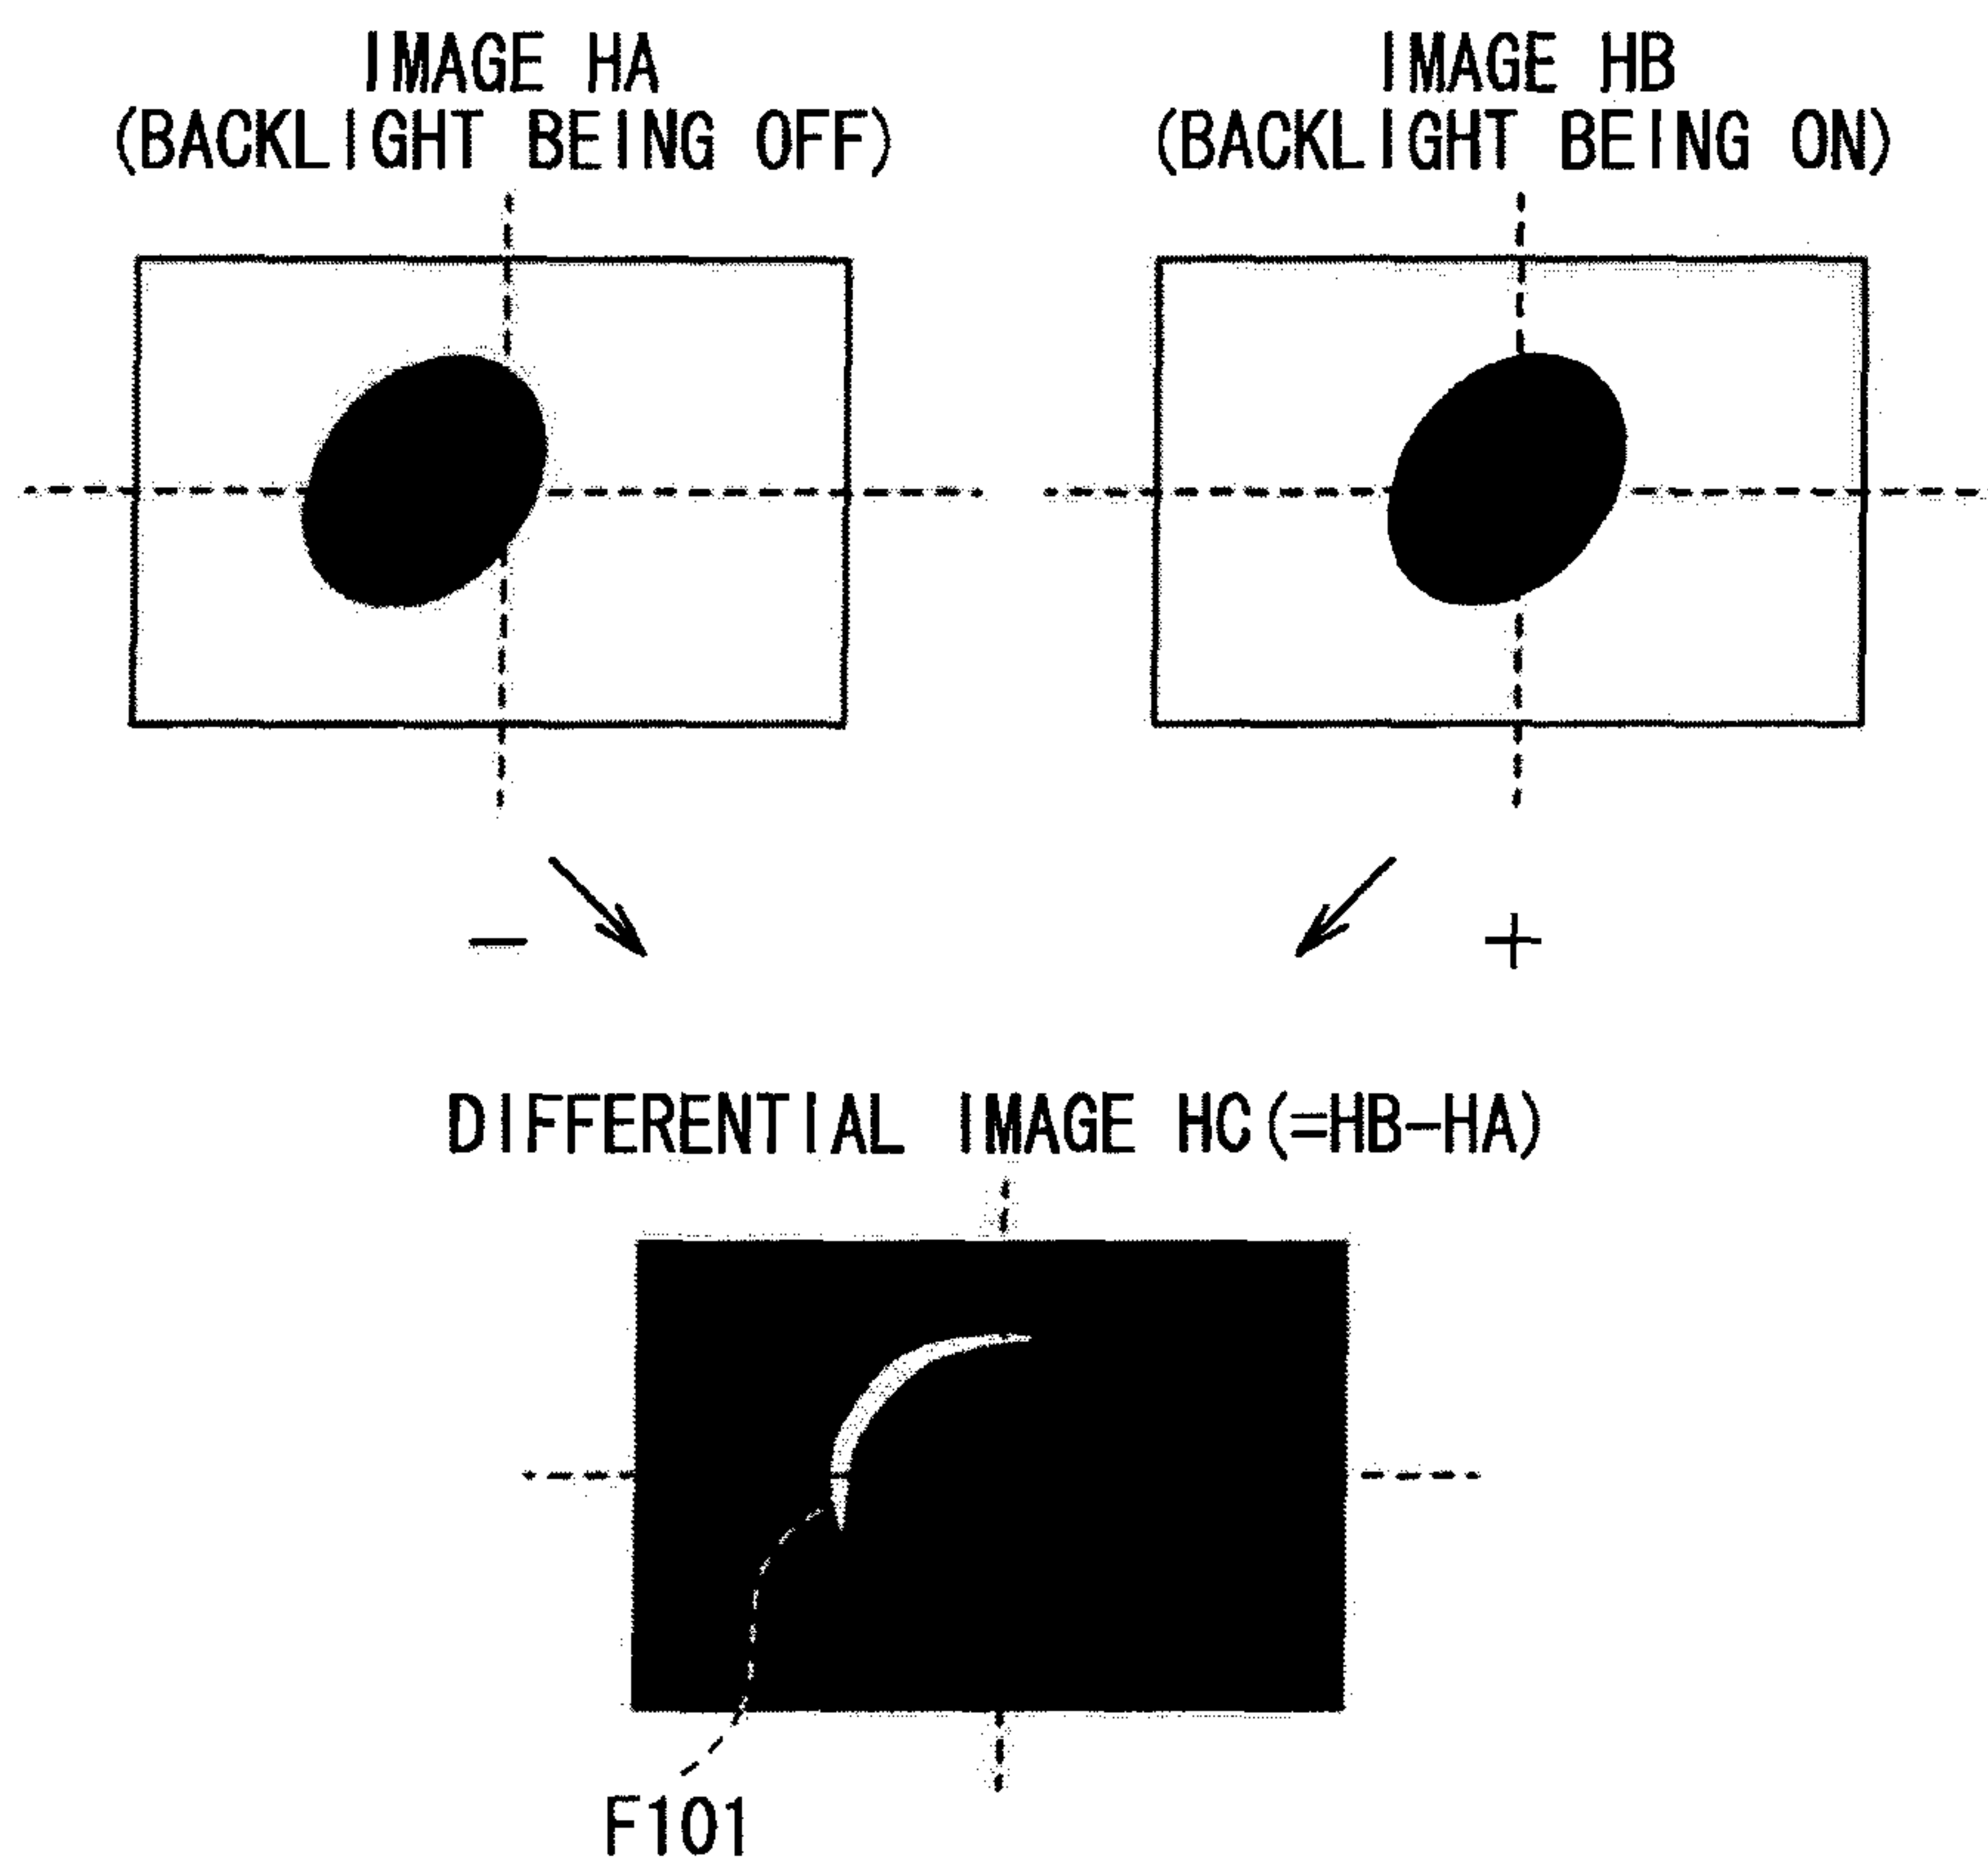 IMAGE HA
(BACKLIGHT BEING OFF)
IMAGE HB
(BACKLIGHT BEING ON)
−
+
DIFFERENTIAL IMAGE HC(=HB−HA)
F101